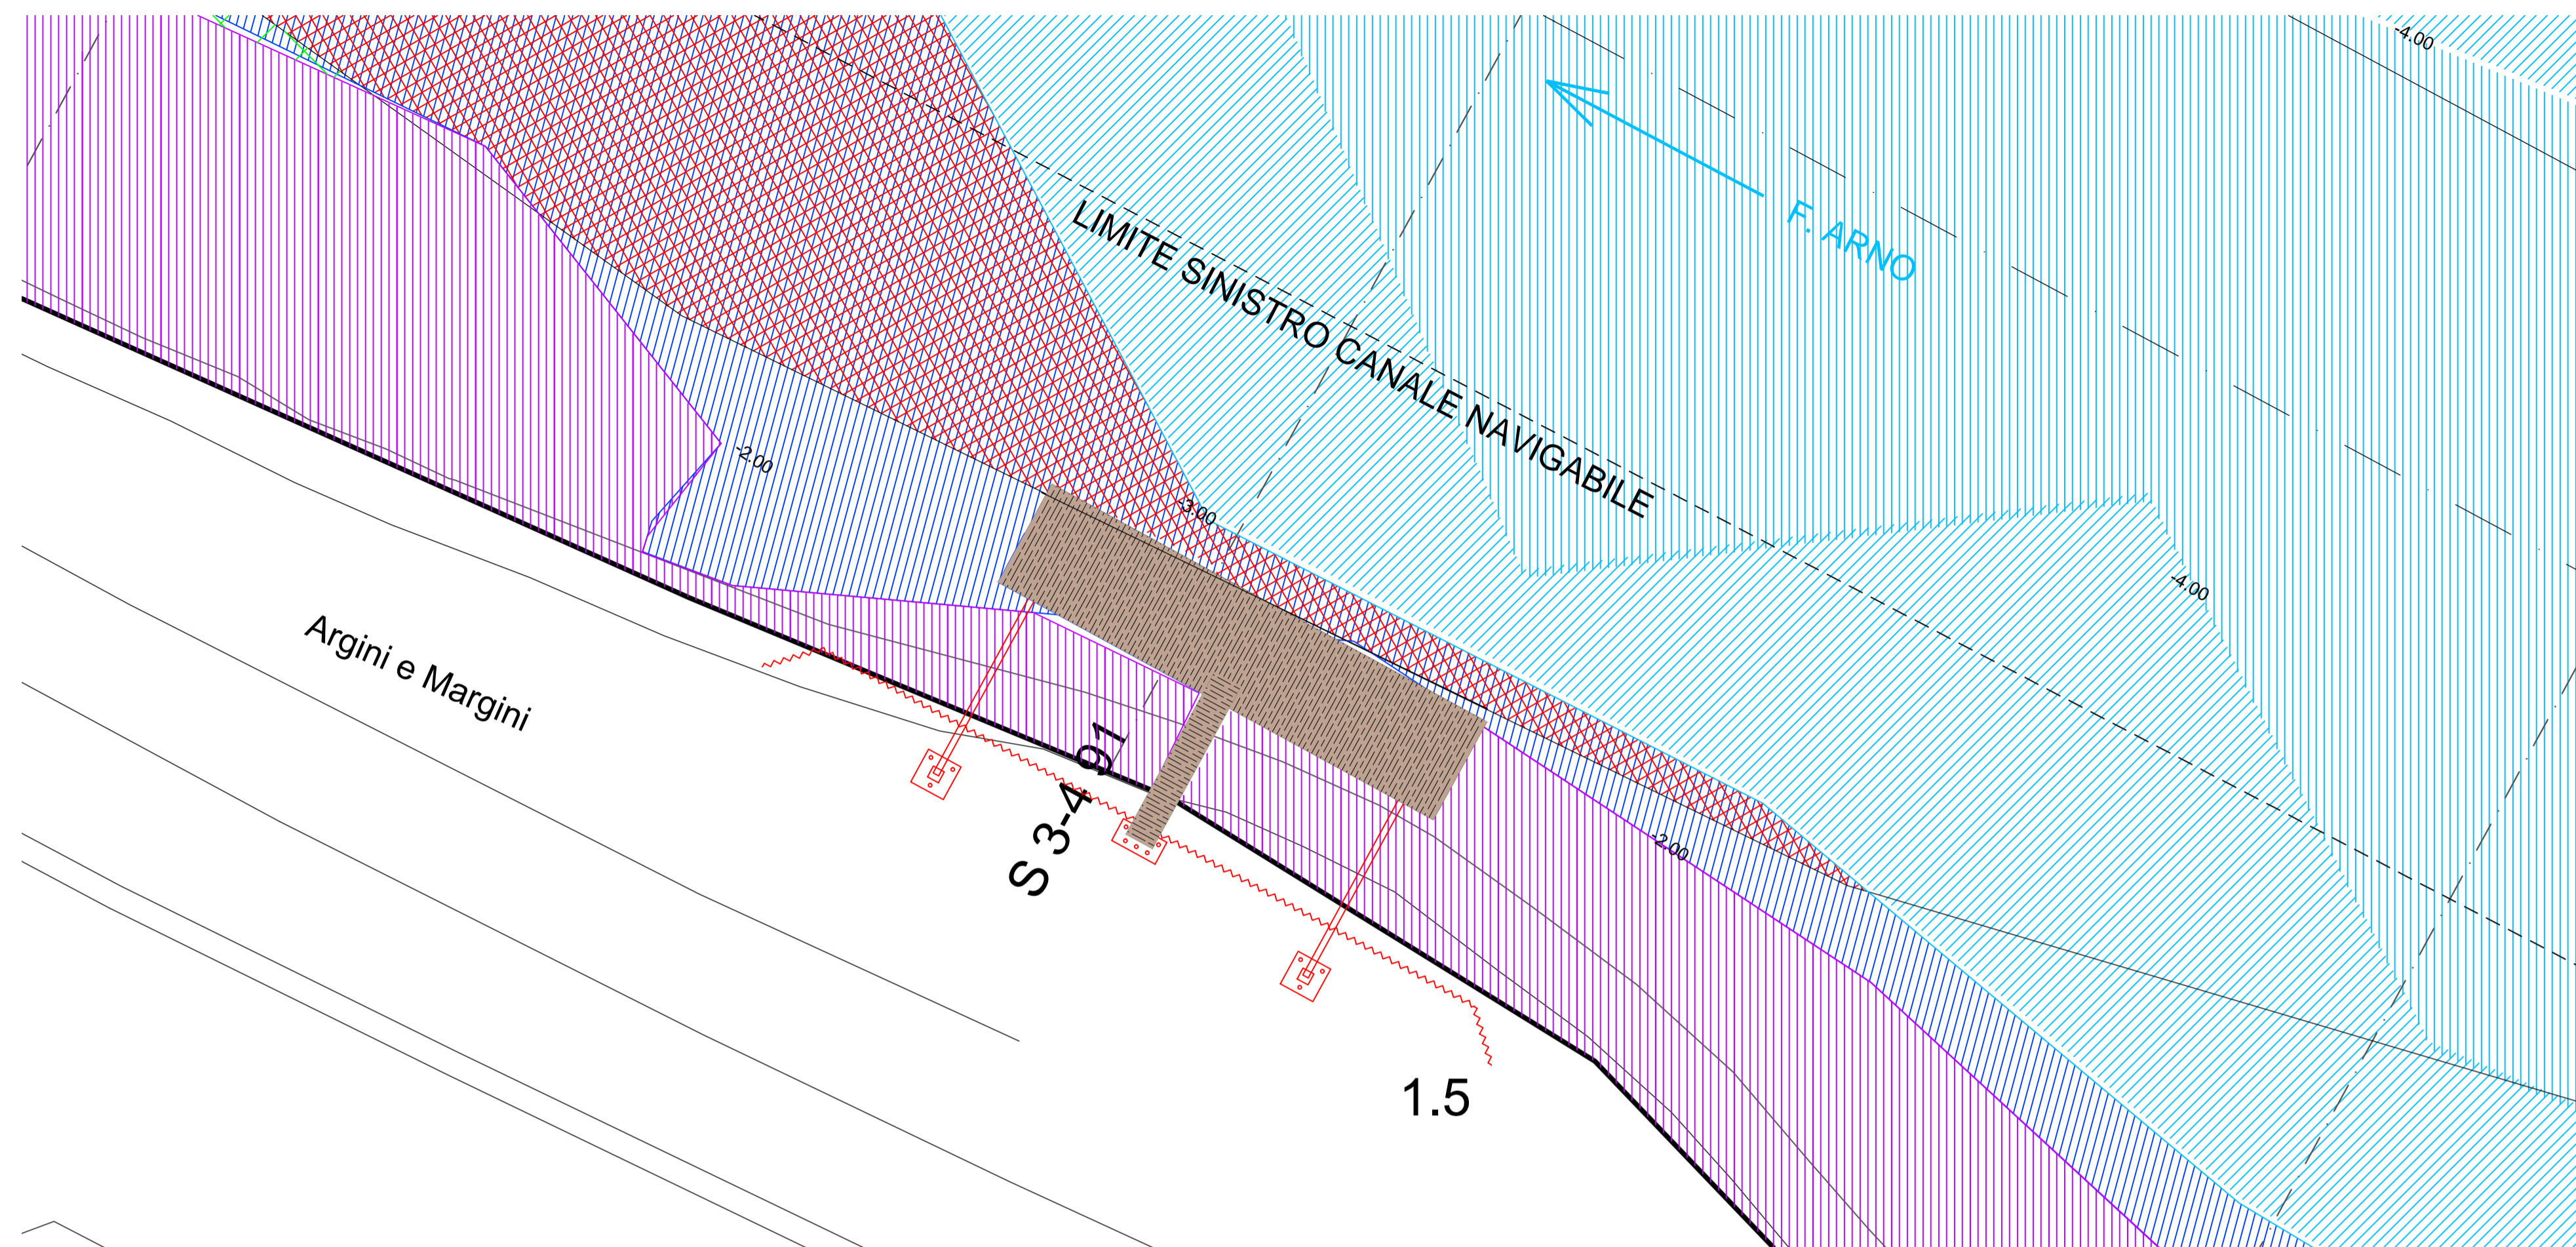 -4.00
F. ARNO
LIMITE SINISTRO CANALE NAVIGABILE
-2.00
-3.00
-4.00
Argini e Margini
S 3-4
91
-2.00
1.5